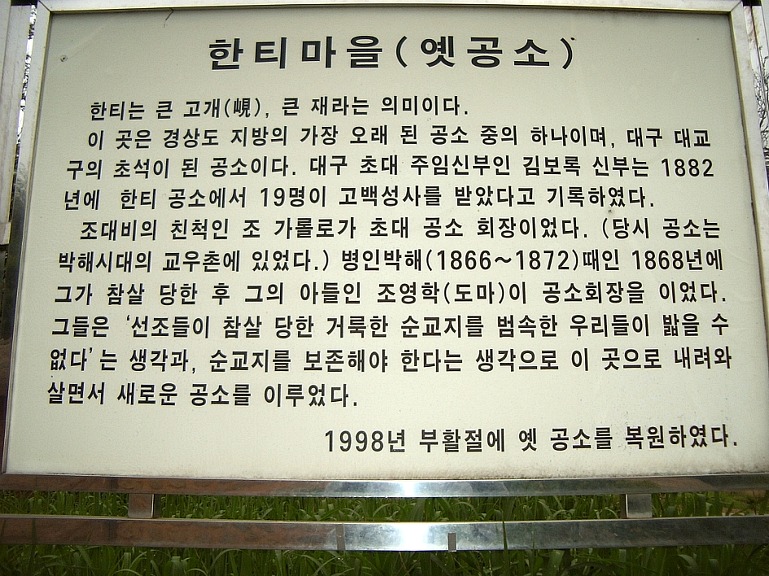 한티마을(옛공소)
한티는 큰 고개(峴), 큰 재라는 의미이다.
이 곳은 경상도 지방의 가장 오래 된 공소 중의 하나이며, 대구 대교
구의 초석이 된 공소이다. 대구 초대 주임신부인 김보록 신부는 1882
년에 한티 공소에서 19명이 고백성사를 받았다고 기록하였다.
조대비의 친척인 조 가롤로가 초대 공소 회장이었다. (당시 공소는
박해시대의 교우촌에 있었다.) 병인박해(1866~1872)때인 1868년에
그가 참살 당한 후 그의 아들인 조영학(도마)이 공소회장을 이었다.
그들은 ‘선조들이 참살 당한 거룩한 순교지를 범속한 우리들이 밟을 수
없다’는 생각과, 순교지를 보존해야 한다는 생각으로 이 곳으로 내려와
살면서 새로운 공소를 이루었다.
1998년 부활절에 옛 공소를 복원하였다.